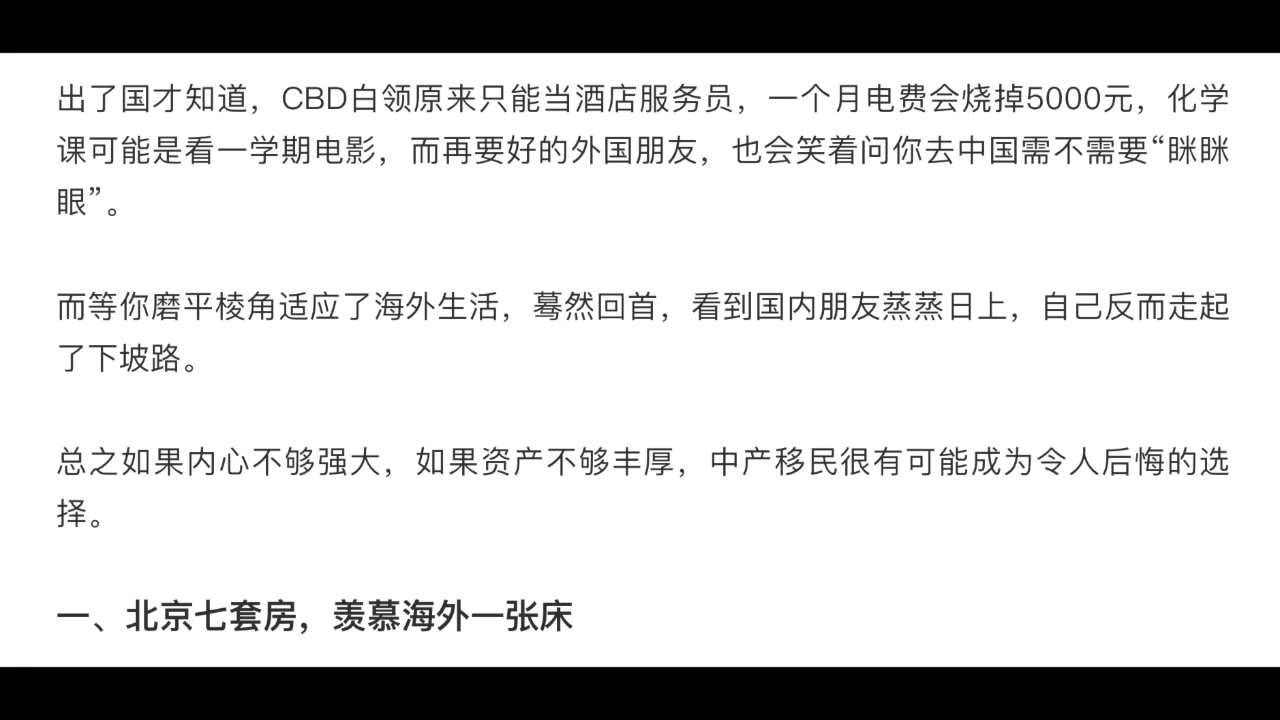 出了国才知道，CBD白领原来只能当酒店服务员，一个月电费会烧掉5000元，化学
课可能是看一学期电影，而再要好的外国朋友，也会笑着问你去中国需不需要“眯眯
眼”。
而等你磨平棱角适应了海外生活，蓦然回首，看到国内朋友蒸蒸日上，自己反而走起
了下坡路。
总之如果内心不够强大，如果资产不够丰厚，中产移民很有可能成为令人后悔的选
择。
一、北京七套房，羡慕海外一张床